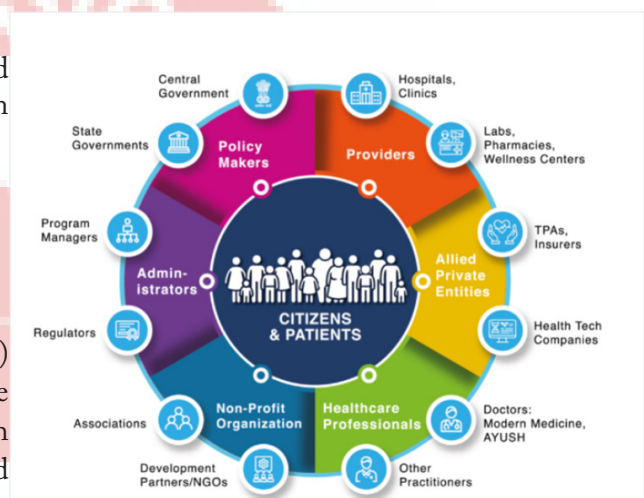 d
n
)
e
n
d
Central
Government
Hospitals,
Clinics
State
Governments
Policy
Makers
Providers
Labs,
Pharmacies,
Wellness Centers
Program
Managers
Admin-
istrators
Allied
Private
Entities
TPAs,
Insurers
CITIZENS
& PATIENTS
Regulators
Health Tech
Companies
Associations
Non-Profit
Organization
Healthcare
Professionals
Doctors:
Modern Medicine,
AYUSH
Development
Partners/NGOs
Other
Practitioners